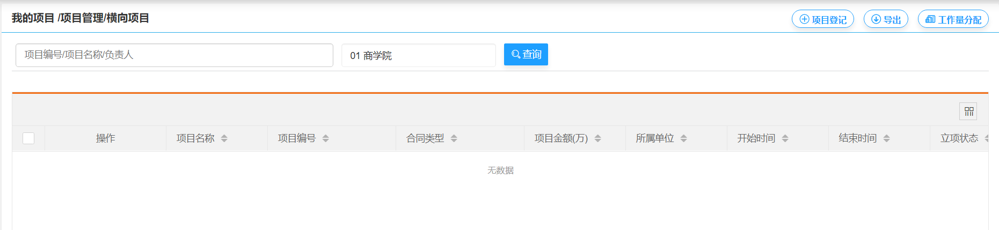 我的项目 /项目管理/横向项目
项目登记 导出 工作量分配
项目编号/项目名称/负责人 01 商学院 查询
操作 项目名称 项目编号 合同类型 项目金额(万) 所属单位 开始时间 结束时间 立项状态
无数据